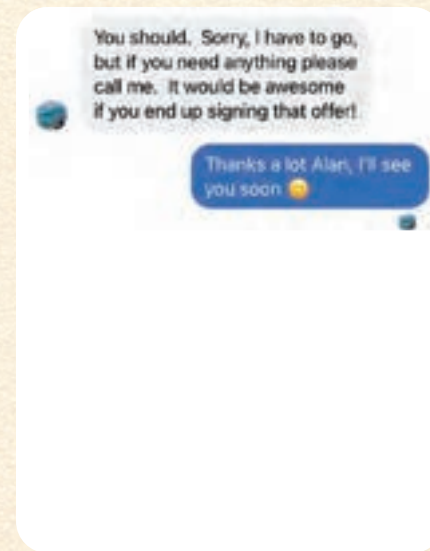 You should. Sorry, I have to go,
but if you need anything please
call me. It would be awesome
if you end up signing that offer!
Thanks a lot Alan, I'll see
you soon 😊